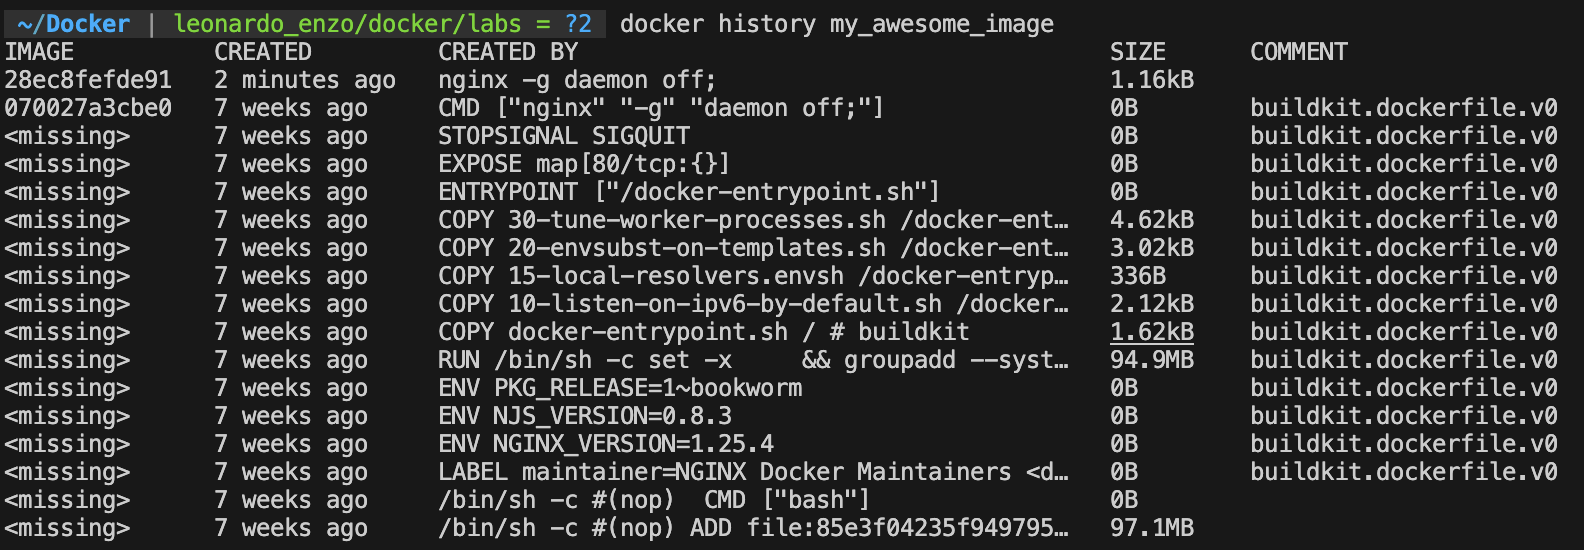 ~/Docker | leonardo_enzo/docker/labs = ?2 docker history my_awesome_image
IMAGE CREATED CREATED BY SIZE COMMENT
28ec8fefde91 2 minutes ago nginx -g daemon off; 1.16kB
070027a3cbe0 7 weeks ago CMD ["nginx" "-g" "daemon off;"] 0B buildkit.dockerfile.v0
<missing> 7 weeks ago STOPSIGNAL SIGQUIT 0B buildkit.dockerfile.v0
<missing> 7 weeks ago EXPOSE map[80/tcp:{}] 0B buildkit.dockerfile.v0
<missing> 7 weeks ago ENTRYPOINT ["/docker-entrypoint.sh"] 0B buildkit.dockerfile.v0
<missing> 7 weeks ago COPY 30-tune-worker-processes.sh /docker-ent… 4.62kB buildkit.dockerfile.v0
<missing> 7 weeks ago COPY 20-envsubst-on-templates.sh /docker-ent… 3.02kB buildkit.dockerfile.v0
<missing> 7 weeks ago COPY 15-local-resolvers.envsh /docker-entryp… 336B buildkit.dockerfile.v0
<missing> 7 weeks ago COPY 10-listen-on-ipv6-by-default.sh /docker… 2.12kB buildkit.dockerfile.v0
<missing> 7 weeks ago COPY docker-entrypoint.sh / # buildkit 1.62kB buildkit.dockerfile.v0
<missing> 7 weeks ago RUN /bin/sh -c set -x && groupadd --syst… 94.9MB buildkit.dockerfile.v0
<missing> 7 weeks ago ENV PKG_RELEASE=1~bookworm 0B buildkit.dockerfile.v0
<missing> 7 weeks ago ENV NJS_VERSION=0.8.3 0B buildkit.dockerfile.v0
<missing> 7 weeks ago ENV NGINX_VERSION=1.25.4 0B buildkit.dockerfile.v0
<missing> 7 weeks ago LABEL maintainer=NGINX Docker Maintainers <d… 0B buildkit.dockerfile.v0
<missing> 7 weeks ago /bin/sh -c #(nop) CMD ["bash"] 0B
<missing> 7 weeks ago /bin/sh -c #(nop) ADD file:85e3f04235f949795… 97.1MB